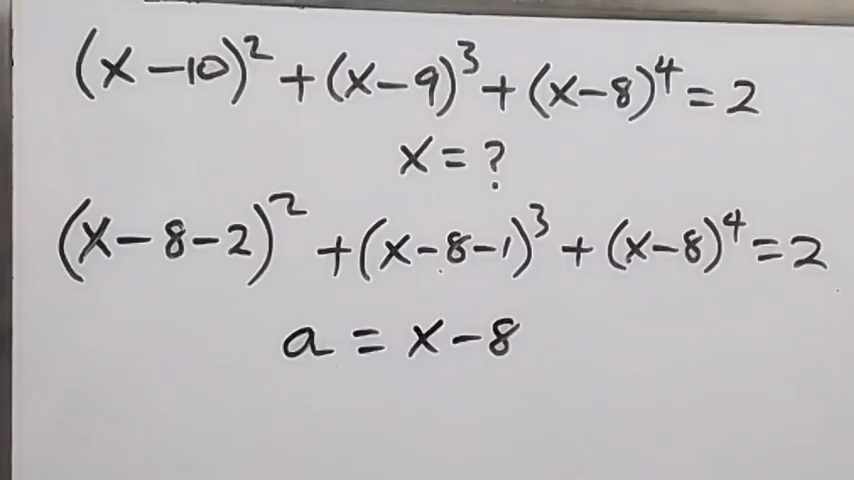 (x-10)² + (x-9)³ + (x-8)⁴ = 2
x = ?
(x-8-2)² + (x-8-1)³ + (x-8)⁴ = 2
a = x-8